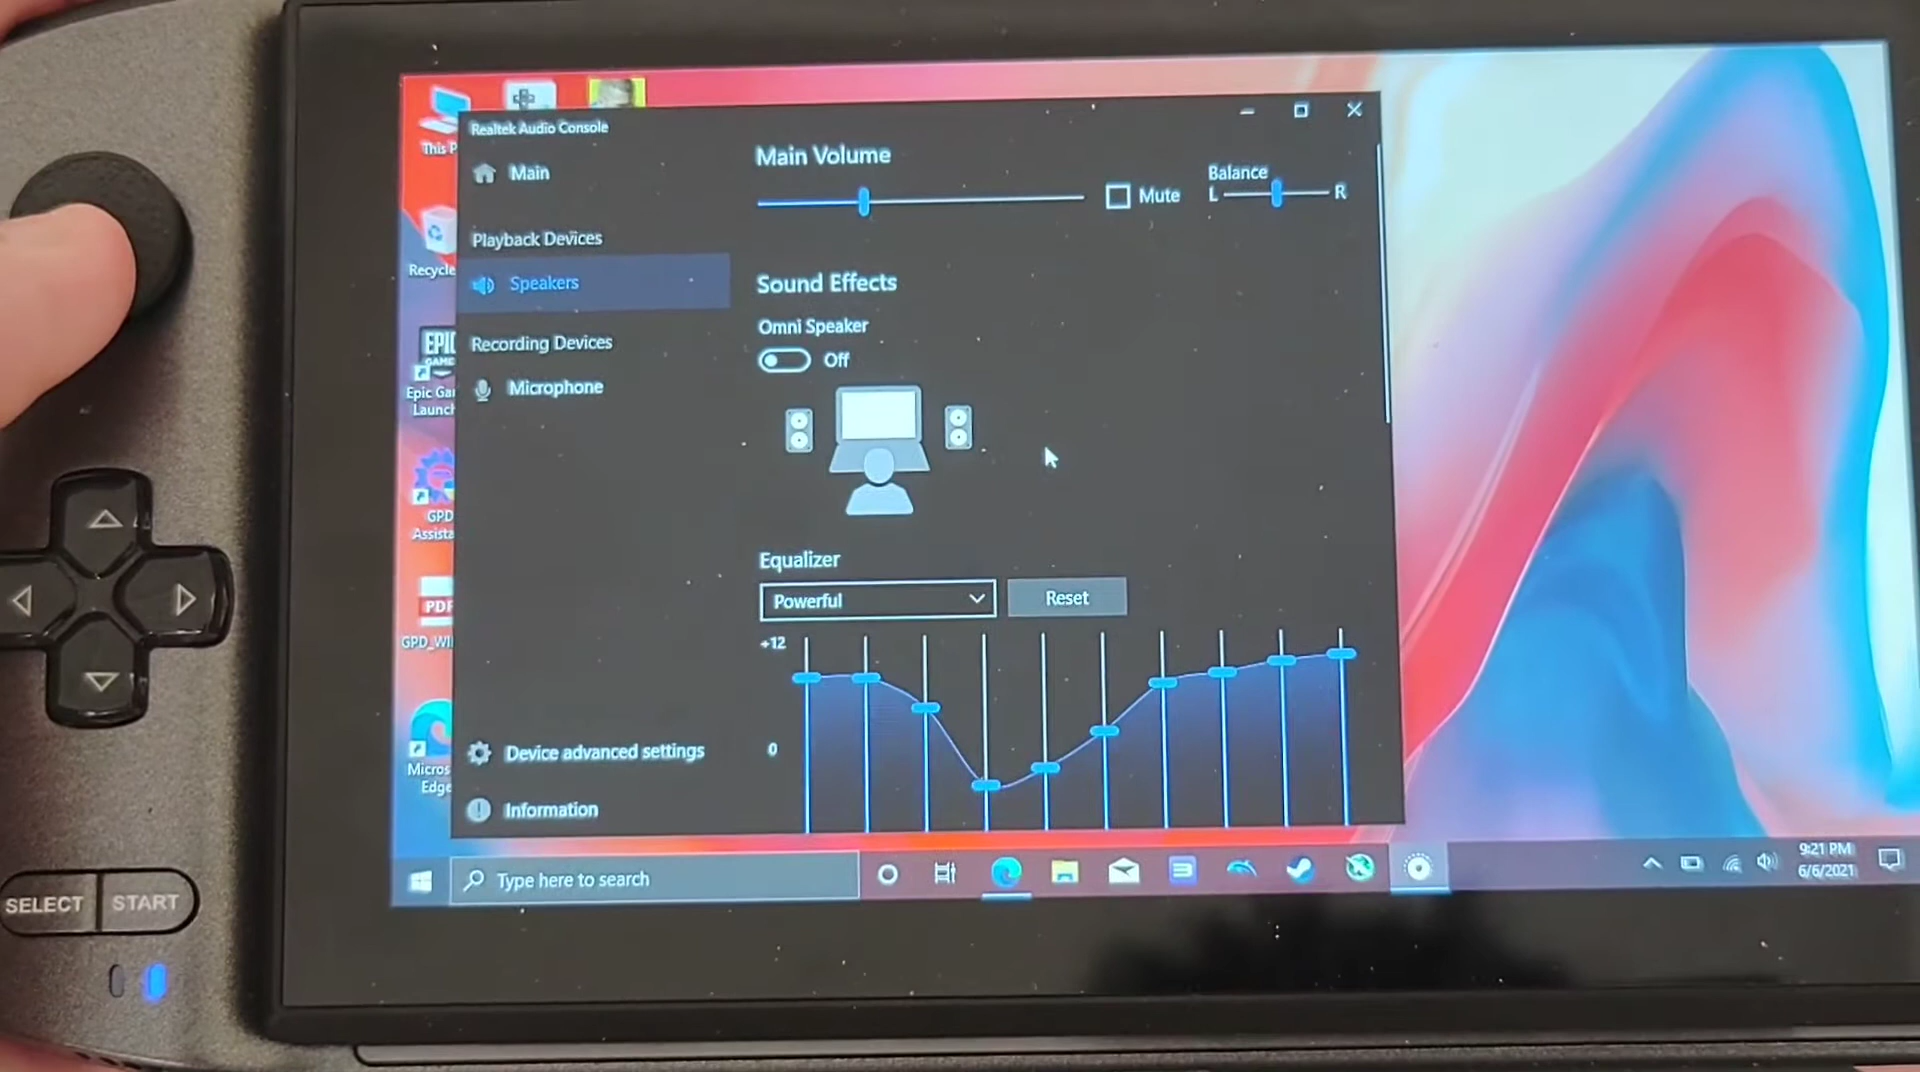 This P
Recycle
EPIC
GAME
Epic Ga
Launch
GPD
Assista
PDF
GPD_WI
Micros
Edge
Realtek Audio Console
Main
Playback Devices
Speakers
Recording Devices
Microphone
Device advanced settings
Information
Main Volume
Mute
Balance
L
R
Sound Effects
Omni Speaker
Off
Equalizer
Powerful
Reset
+12
0
Type here to search
9:21 PM
6/6/2021
SELECT
START